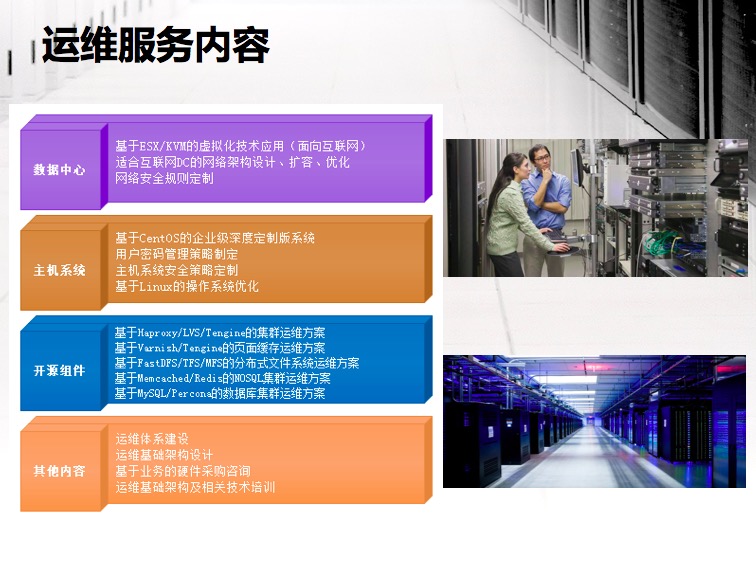 运维服务内容
数据中心
基于ESX/KVM的虚拟化技术应用（面向互联网）
适合互联网DC的网络架构设计、扩容、优化
网络安全规则定制
主机系统
基于CentOS的企业级深度定制版系统
用户密码管理策略制定
主机系统安全策略定制
基于Linux的操作系统优化
开源组件
基于Haproxy/LVS/Tengine的集群运维方案
基于Varnish/Tengine的页面缓存运维方案
基于FastDFS/TFS/MFS的分布式文件系统运维方案
基于Memcached/Redis的NOSQL集群运维方案
基于MySQL/Percona的数据库集群运维方案
其他内容
运维体系建设
运维基础架构设计
基于业务的硬件采购咨询
运维基础架构及相关技术培训